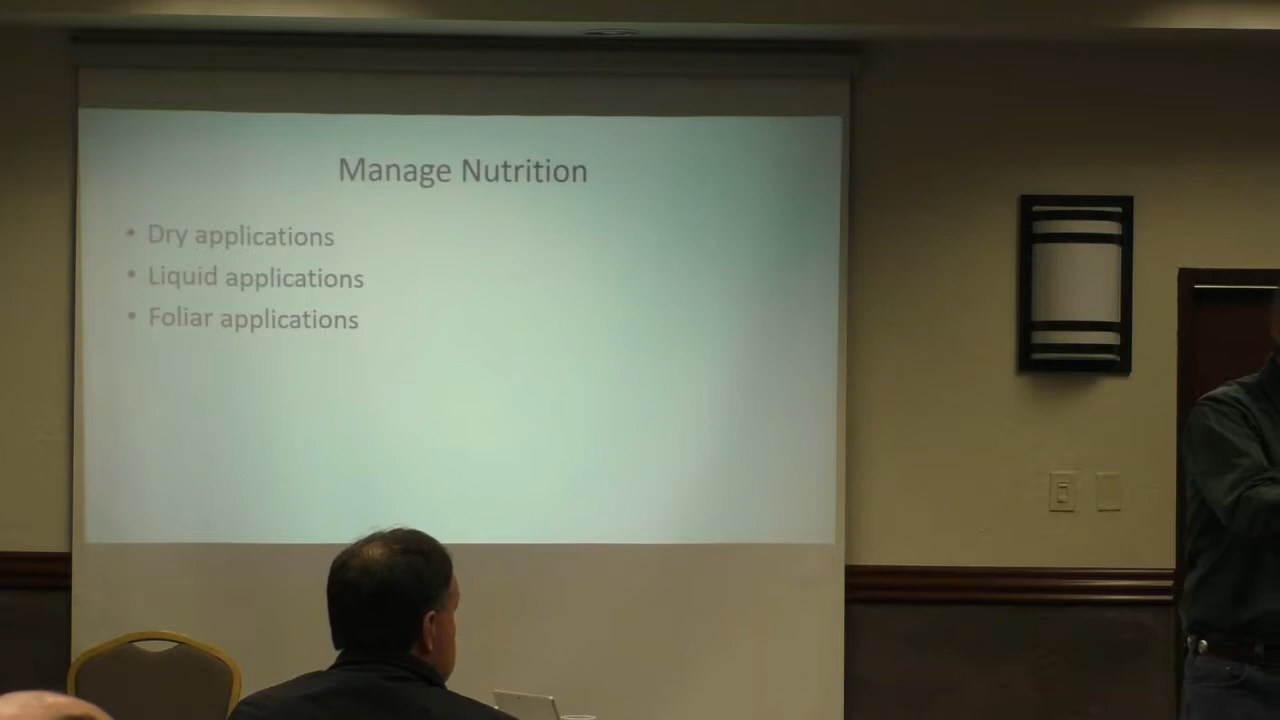 Manage Nutrition
• Dry applications
• Liquid applications
• Foliar applications